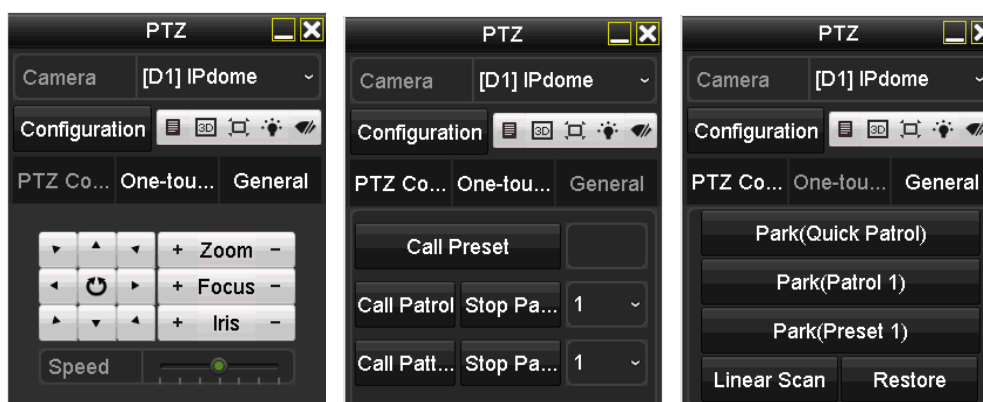 PTZ
Camera [D1] IPdome
Configuration 3D
PTZ Co... One-tou... General
+ Zoom -
+ Focus -
+ Iris -
Speed
PTZ
Camera [D1] IPdome
Configuration 3D
PTZ Co... One-tou... General
Call Preset
Call Patrol Stop Pa... 1
Call Patt... Stop Pa... 1
PTZ
Camera [D1] IPdome
Configuration 3D
PTZ Co... One-tou... General
Park(Quick Patrol)
Park(Patrol 1)
Park(Preset 1)
Linear Scan Restore